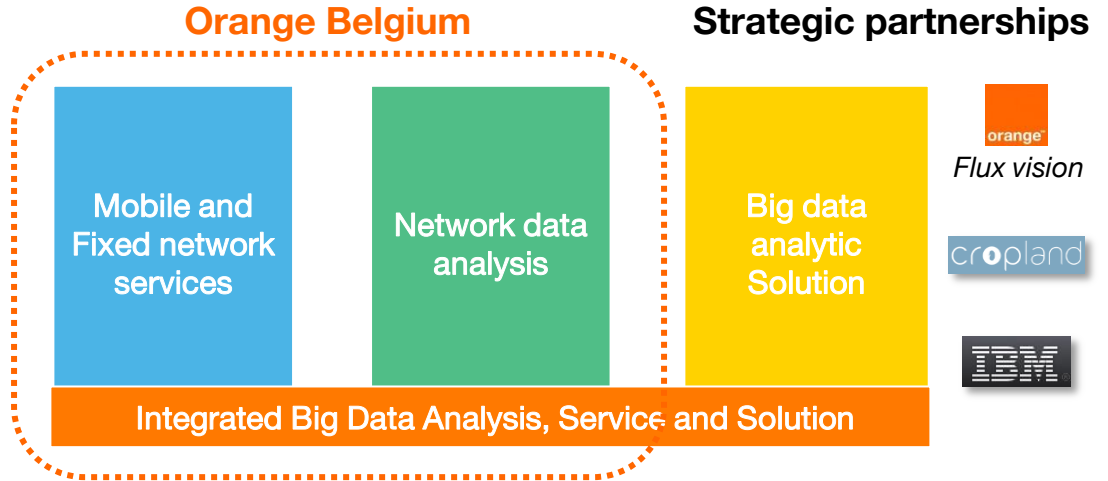 Orange Belgium
Strategic partnerships
Mobile and
Fixed network
services
Network data
analysis
Big data
analytic
Solution
orange™
Flux vision
cropland
IBM®
Integrated Big Data Analysis, Service and Solution